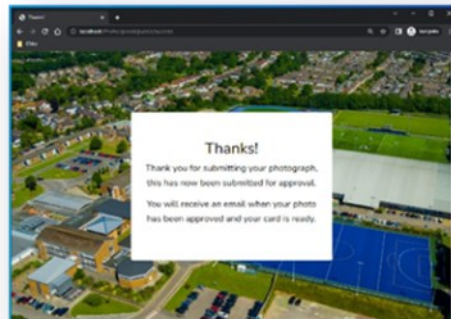 Thanks!
Thank you for submitting your photograph,
this has now been submitted for approval.
You will receive an email when your photo
has been approved and your card is ready.